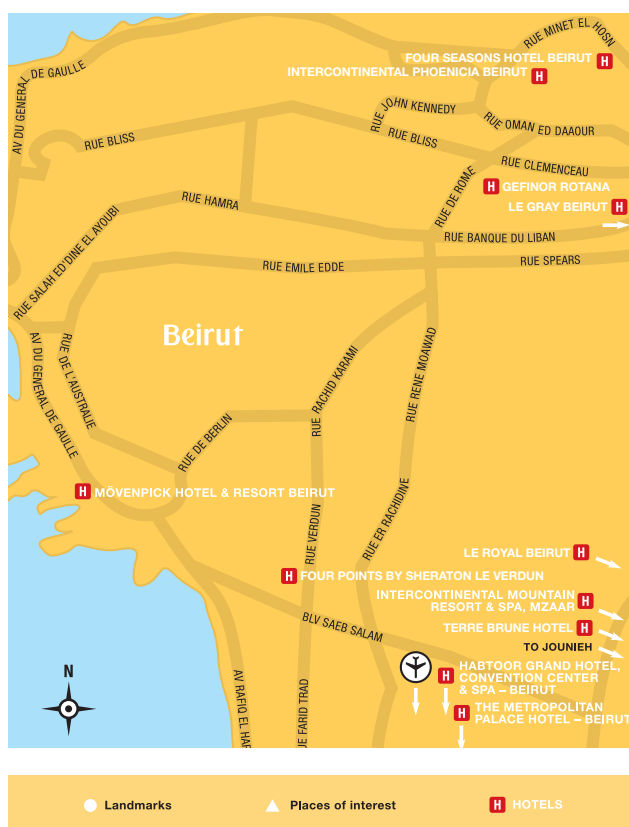 RUE MINET EL HOSN
FOUR SEASONS HOTEL BEIRUT H
INTERCONTINENTAL PHOENICIA BEIRUT H
AV DU GENERAL DE GAULLE
RUE JOHN KENNEDY
RUE OMAN ED DAAOUR
RUE BLISS
RUE BLISS
RUE CLEMENCEAU
H GEFINOR ROTANA
RUE DE ROME
RUE HAMRA
LE GRAY BEIRUT H
RUE BANQUE DU LIBAN
RUE SALAH ED'DINE EL AYOUBI
RUE EMILE EDDE
RUE SPEARS
Beirut
AV DU GENERAL DE GAULLE
RUE DE L'AUSTRALIE
RUE RACHID KARAMI
RUE RENE MOAWAD
RUE DE BERLIN
H MÖVENPICK HOTEL & RESORT BEIRUT
RUE VERDUN
RUE ER RACHIDINE
LE ROYAL BEIRUT H
H FOUR POINTS BY SHERATON LE VERDUN
INTERCONTINENTAL MOUNTAIN
RESORT & SPA, MZAAR H
BLV SAEB SALAM
TERRE BRUNE HOTEL H
TO JOUNIEH
H HABTOOR GRAND HOTEL,
CONVENTION CENTER
& SPA – BEIRUT
AV RAFIQ EL HAR
UE FARID TRAD
H THE METROPOLITAN
PALACE HOTEL – BEIRUT
N
Landmarks
Places of interest
H HOTELS